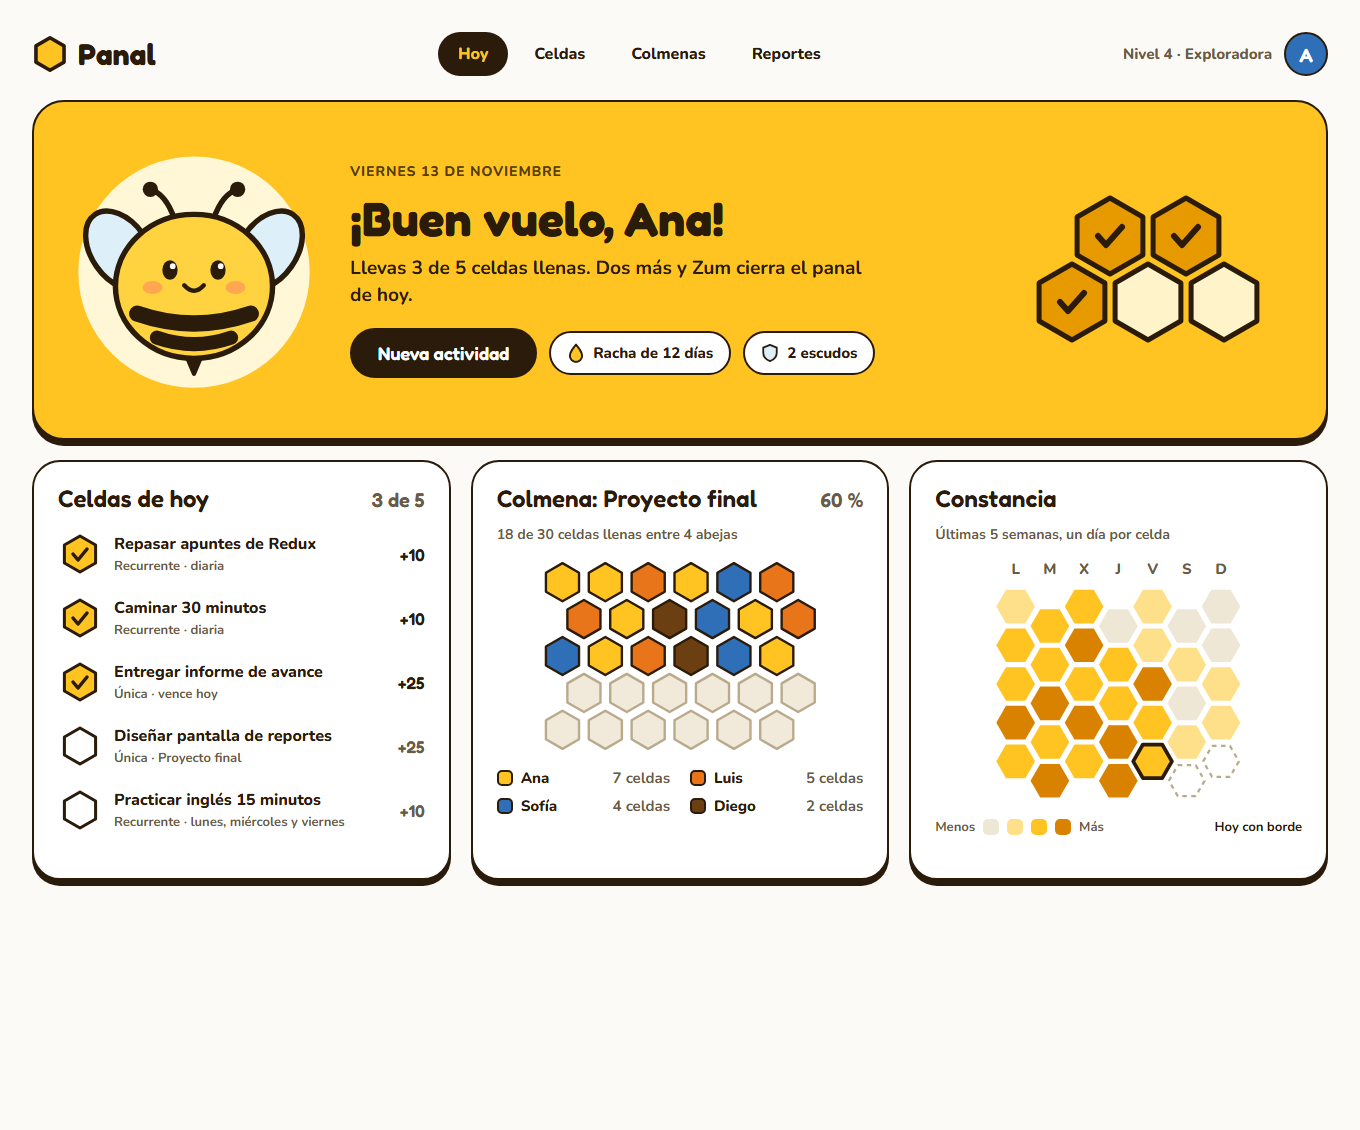 Panal
Hoy
Celdas
Colmenas
Reportes
Nivel 4 · Exploradora
A
VIERNES 13 DE NOVIEMBRE
¡Buen vuelo, Ana!
Llevas 3 de 5 celdas llenas. Dos más y Zum cierra el panal
de hoy.
Nueva actividad
Racha de 12 días
2 escudos
Celdas de hoy
3 de 5
Repasar apuntes de Redux
Recurrente · diaria
+10
Caminar 30 minutos
Recurrente · diaria
+10
Entregar informe de avance
Única · vence hoy
+25
Diseñar pantalla de reportes
Única · Proyecto final
+25
Practicar inglés 15 minutos
Recurrente · lunes, miércoles y viernes
+10
Colmena: Proyecto final
60 %
18 de 30 celdas llenas entre 4 abejas
Ana
7 celdas
Luis
5 celdas
Sofía
4 celdas
Diego
2 celdas
Constancia
Últimas 5 semanas, un día por celda
L M X J V S D
Menos
Más
Hoy con borde